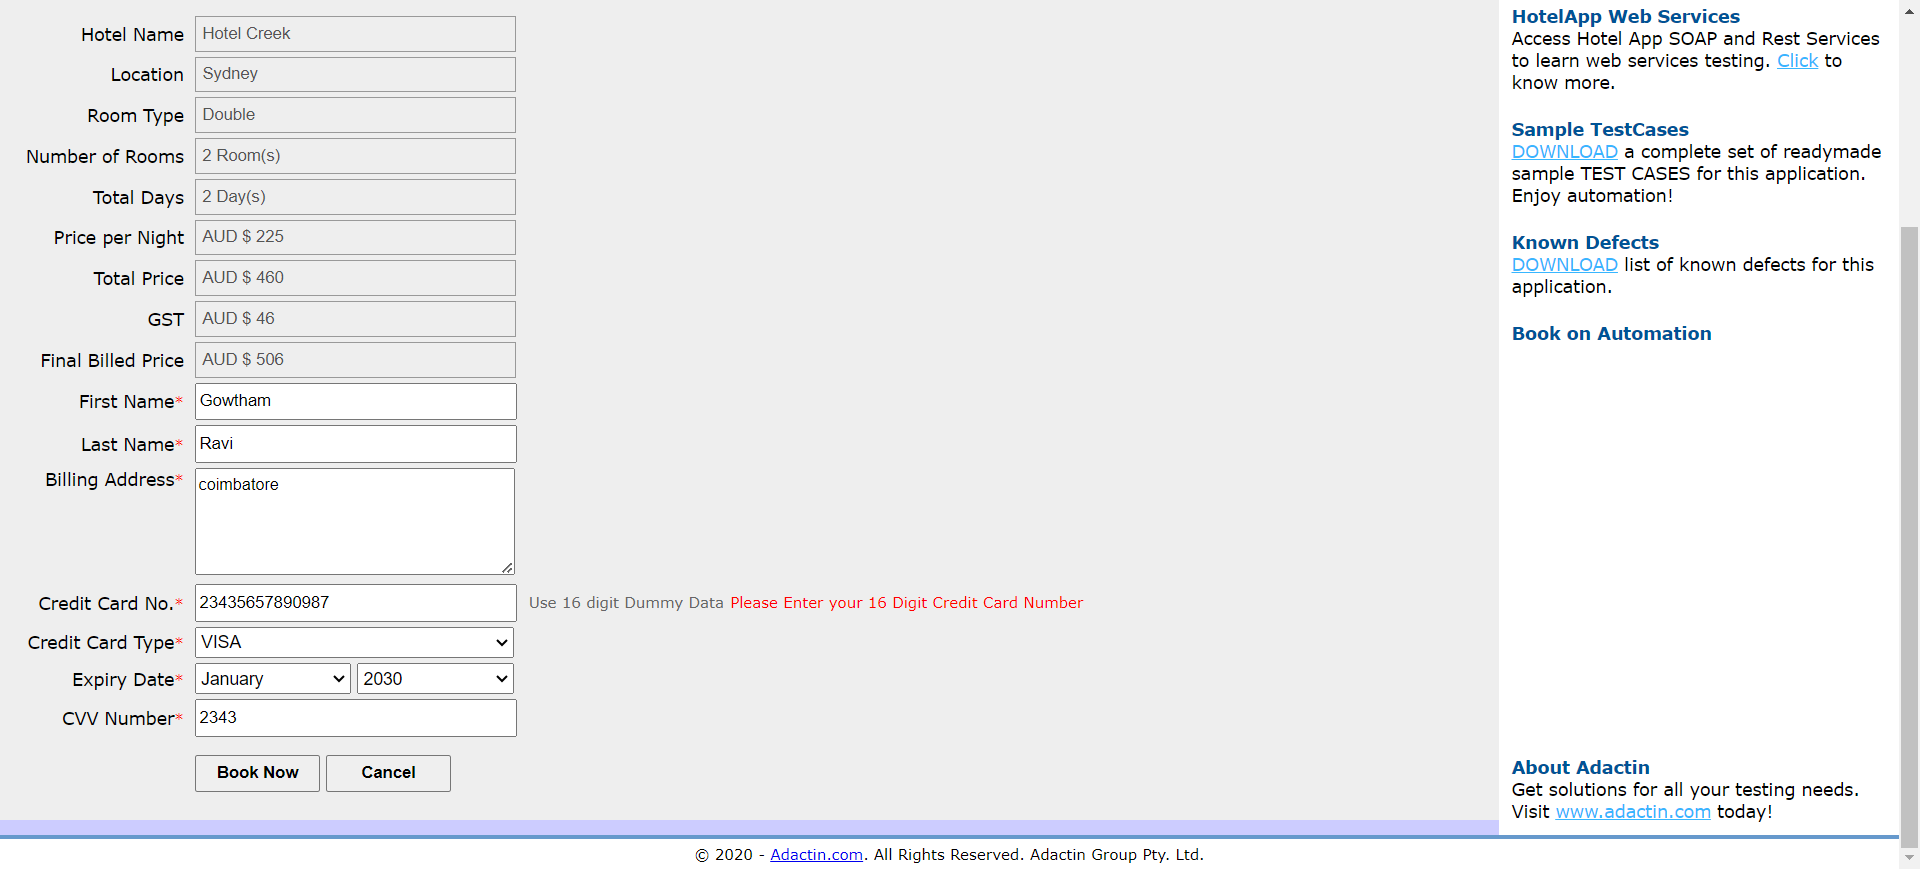 Hotel Name Hotel Creek
Location Sydney
Room Type Double
Number of Rooms 2 Room(s)
Total Days 2 Day(s)
Price per Night AUD $ 225
Total Price AUD $ 460
GST AUD $ 46
Final Billed Price AUD $ 506
First Name* Gowtham
Last Name* Ravi
Billing Address* coimbatore
Credit Card No.* 23435657890987 Use 16 digit Dummy Data Please Enter your 16 Digit Credit Card Number
Credit Card Type* VISA
Expiry Date* January 2030
CVV Number* 2343
Book Now Cancel
HotelApp Web Services
Access Hotel App SOAP and Rest Services
to learn web services testing. Click to
know more.
Sample TestCases
DOWNLOAD a complete set of readymade
sample TEST CASES for this application.
Enjoy automation!
Known Defects
DOWNLOAD list of known defects for this
application.
Book on Automation
About Adactin
Get solutions for all your testing needs.
Visit www.adactin.com today!
© 2020 - Adactin.com. All Rights Reserved. Adactin Group Pty. Ltd.